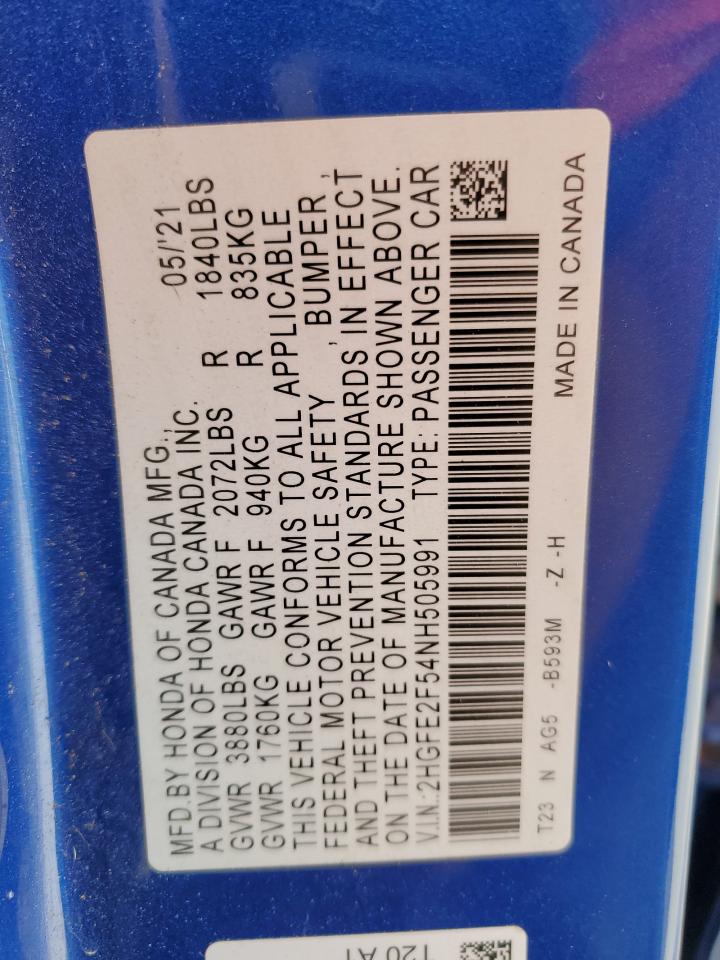 MFD.BY HONDA OF CANADA MFG.,
A DIVISION OF HONDA CANADA INC. 05/'21
GVWR 3880LBS GAWR F 2072LBS R 1840LBS
GVWR 1760KG GAWR F 940KG R 835KG
THIS VEHICLE CONFORMS TO ALL APPLICABLE
FEDERAL MOTOR VEHICLE SAFETY, BUMPER,
AND THEFT PREVENTION STANDARDS IN EFFECT
ON THE DATE OF MANUFACTURE SHOWN ABOVE.
V.I.N.:2HGFE2F54NH505991 TYPE: PASSENGER CAR
T23 N AG5 -B593M -Z -H
MADE IN CANADA